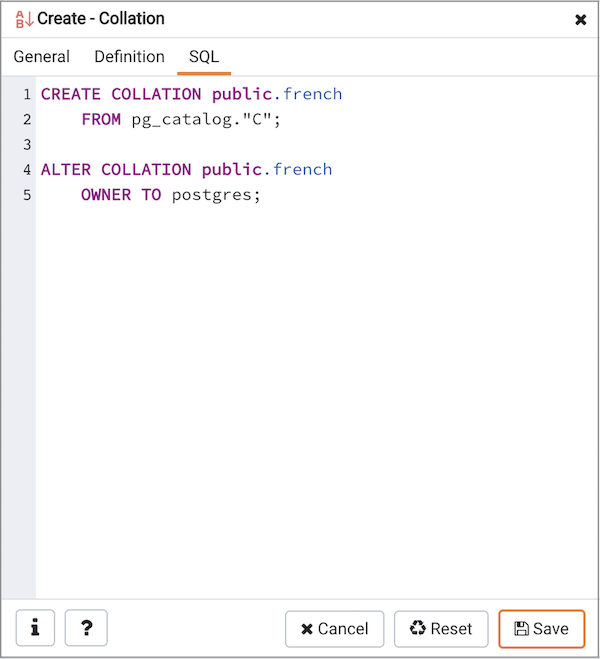 Create - Collation
General Definition SQL
1 CREATE COLLATION public.french
2     FROM pg_catalog."C";
3
4 ALTER COLLATION public.french
5     OWNER TO postgres;
i ? Cancel Reset Save